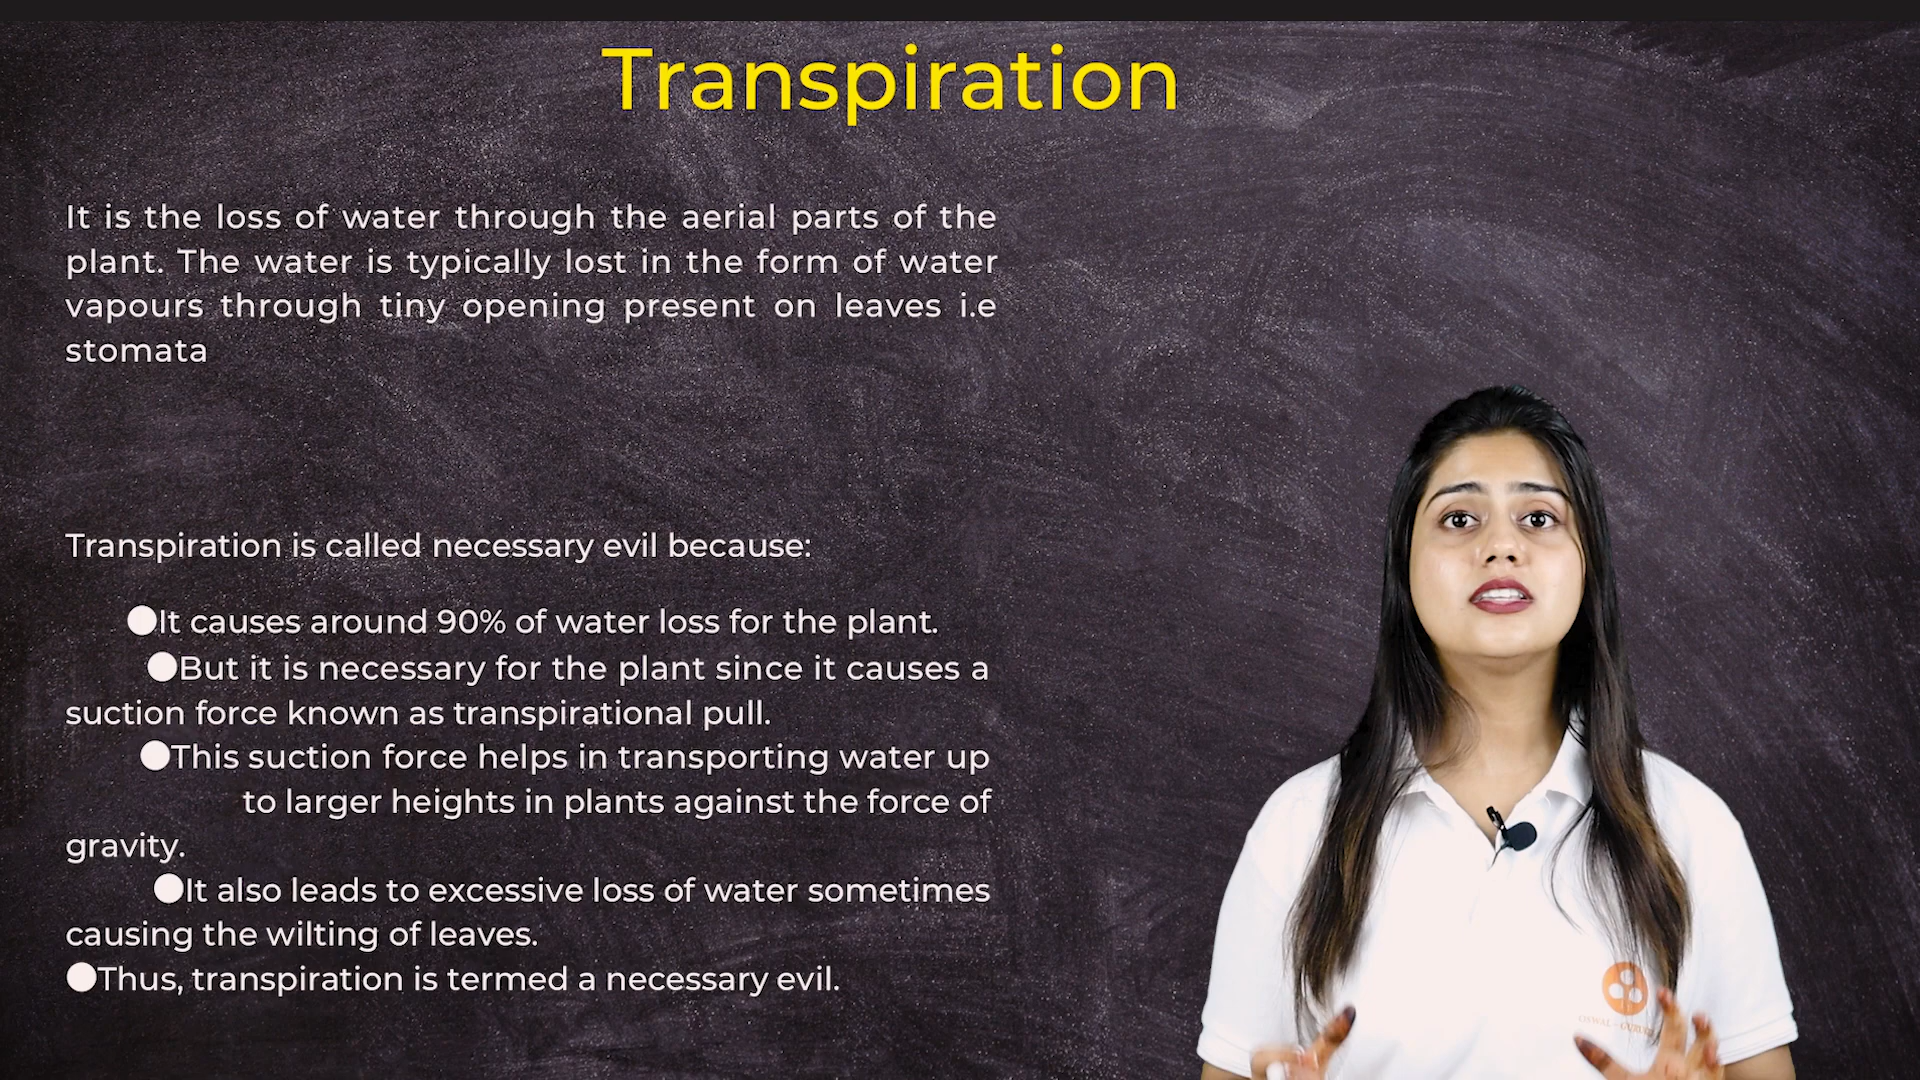 Transpiration
It is the loss of water through the aerial parts of the
plant. The water is typically lost in the form of water
vapours through tiny opening present on leaves i.e
stomata
Transpiration is called necessary evil because:
●It causes around 90% of water loss for the plant.
●But it is necessary for the plant since it causes a
suction force known as transpirational pull.
●This suction force helps in transporting water up
to larger heights in plants against the force of
gravity.
●It also leads to excessive loss of water sometimes
causing the wilting of leaves.
●Thus, transpiration is termed a necessary evil.
OSWAL -